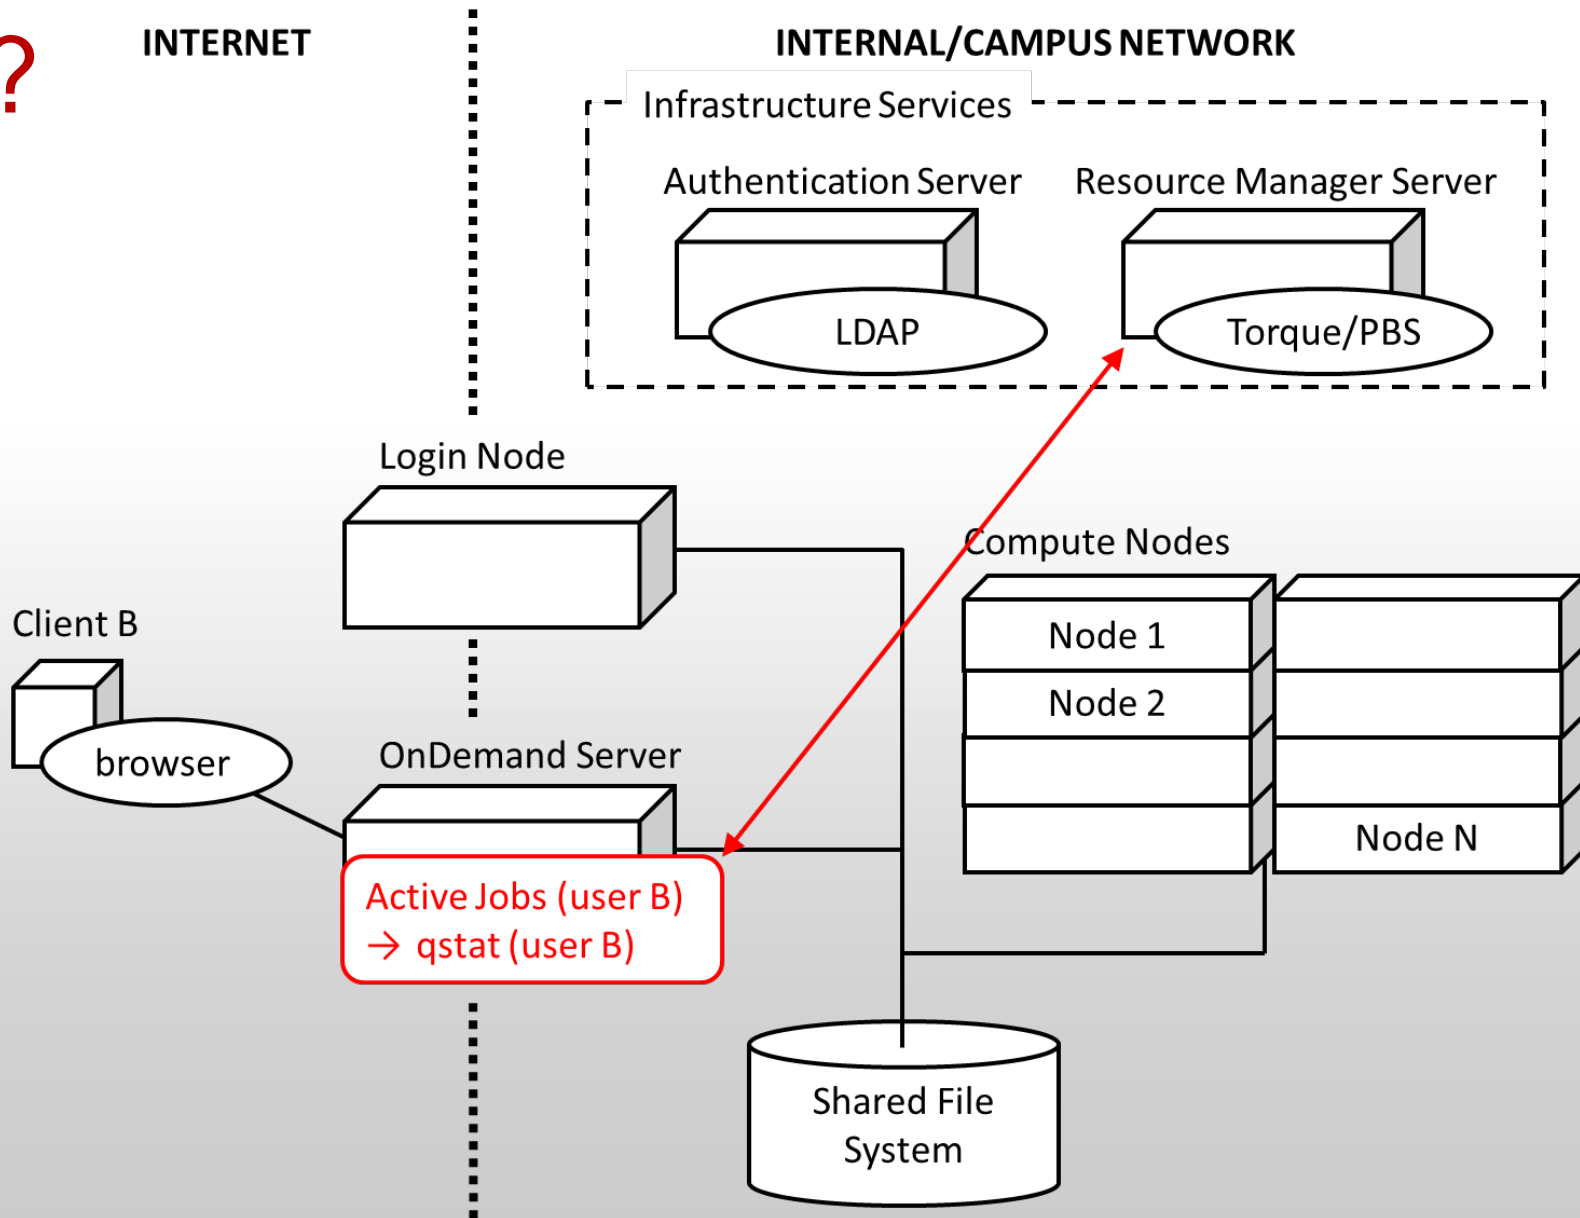 ?
INTERNET
INTERNAL/CAMPUS NETWORK
Infrastructure Services
Authentication Server
Resource Manager Server
LDAP
Torque/PBS
Login Node
Compute Nodes
Client B
Node 1
Node 2
browser
OnDemand Server
Node N
Active Jobs (user B)
→ qstat (user B)
Shared File
System